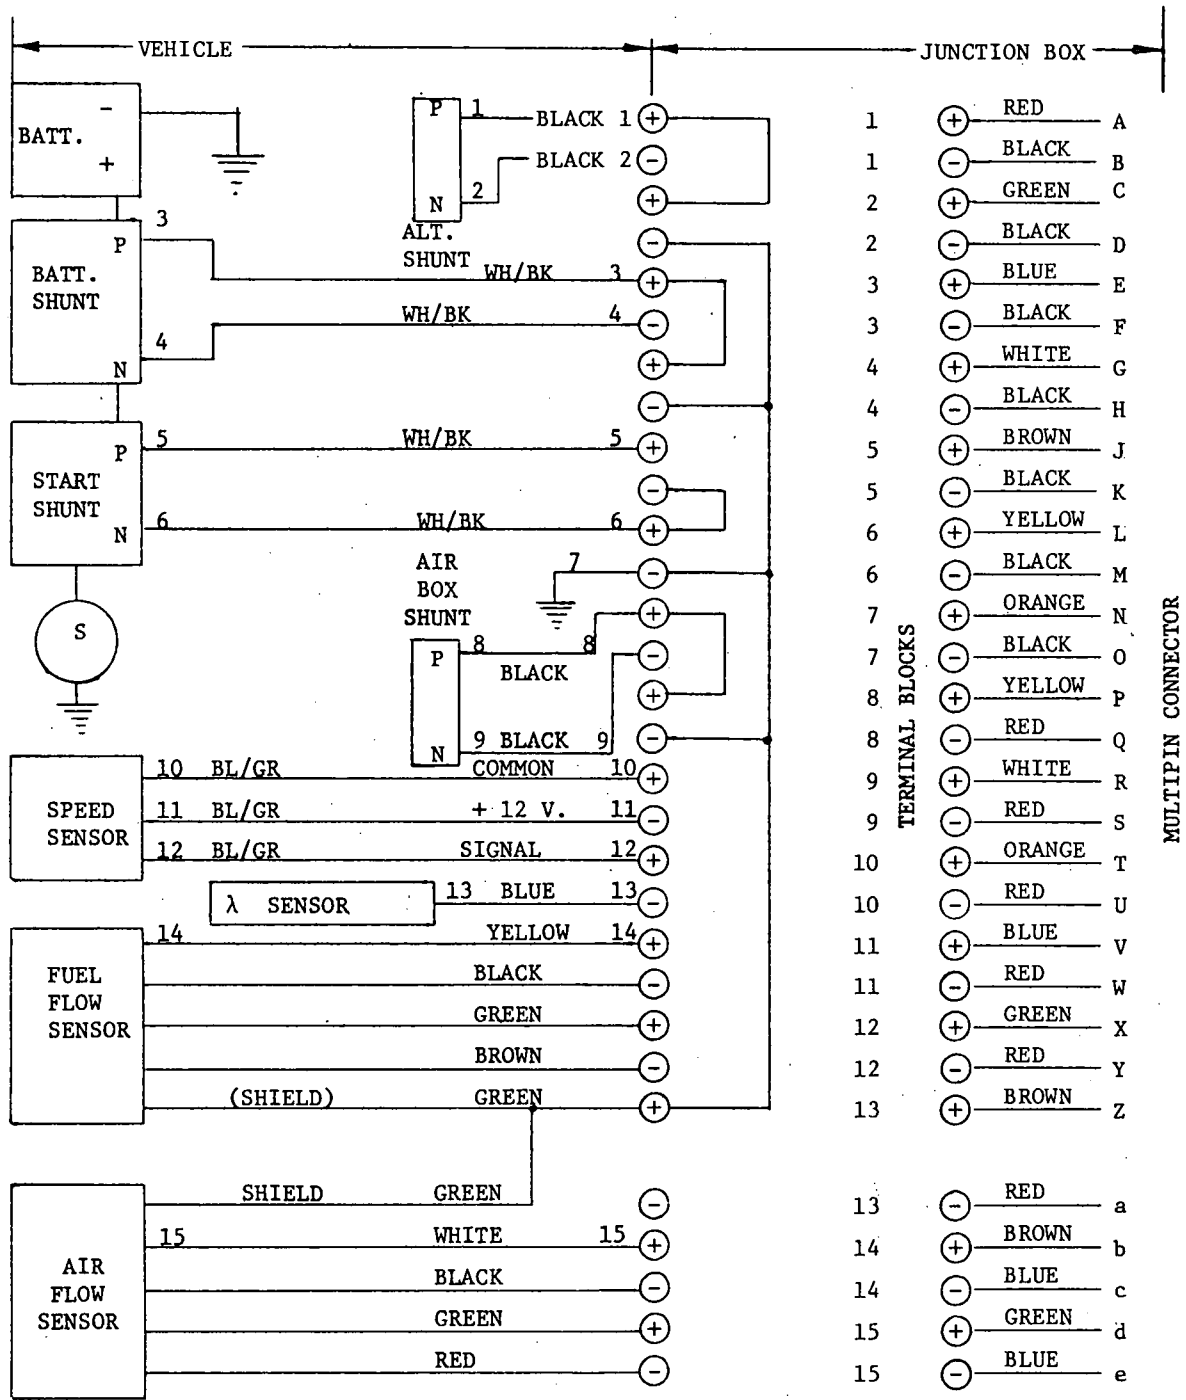 VEHICLE JUNCTION BOX
BATT. - +
P 1 BLACK 1 + 1 + RED A
BLACK 2 - 1 - BLACK B
N 2 + 2 + GREEN C
ALT. SHUNT
- 2 - BLACK D
BATT. SHUNT
3 P WH/BK 3 + 3 + BLUE E
4 N WH/BK 4 - 3 - BLACK F
+ 4 + WHITE G
- 4 - BLACK H
START SHUNT
P 5 WH/BK 5 + 5 + BROWN J
- 5 - BLACK K
N 6 WH/BK 6 + 6 + YELLOW L
S
AIR BOX SHUNT
7 - 6 - BLACK M
P 8 BLACK 8 + 7 + ORANGE N
- 7 - BLACK O
+ 8 + YELLOW P
N 9 BLACK 9 - 8 - RED Q
TERMINAL BLOCKS
MULTIPIN CONNECTOR
SPEED SENSOR
10 BL/GR COMMON 10 + 9 + WHITE R
11 BL/GR + 12 V. 11 - 9 - RED S
12 BL/GR SIGNAL 12 + 10 + ORANGE T
λ SENSOR 13 BLUE 13 - 10 - RED U
FUEL FLOW SENSOR
14 YELLOW 14 + 11 + BLUE V
BLACK - 11 - RED W
GREEN + 12 + GREEN X
BROWN - 12 - RED Y
(SHIELD) GREEN + 13 + BROWN Z
AIR FLOW SENSOR
SHIELD GREEN - 13 - RED a
15 WHITE 15 + 14 + BROWN b
BLACK - 14 - BLUE c
GREEN + 15 + GREEN d
RED - 15 - BLUE e